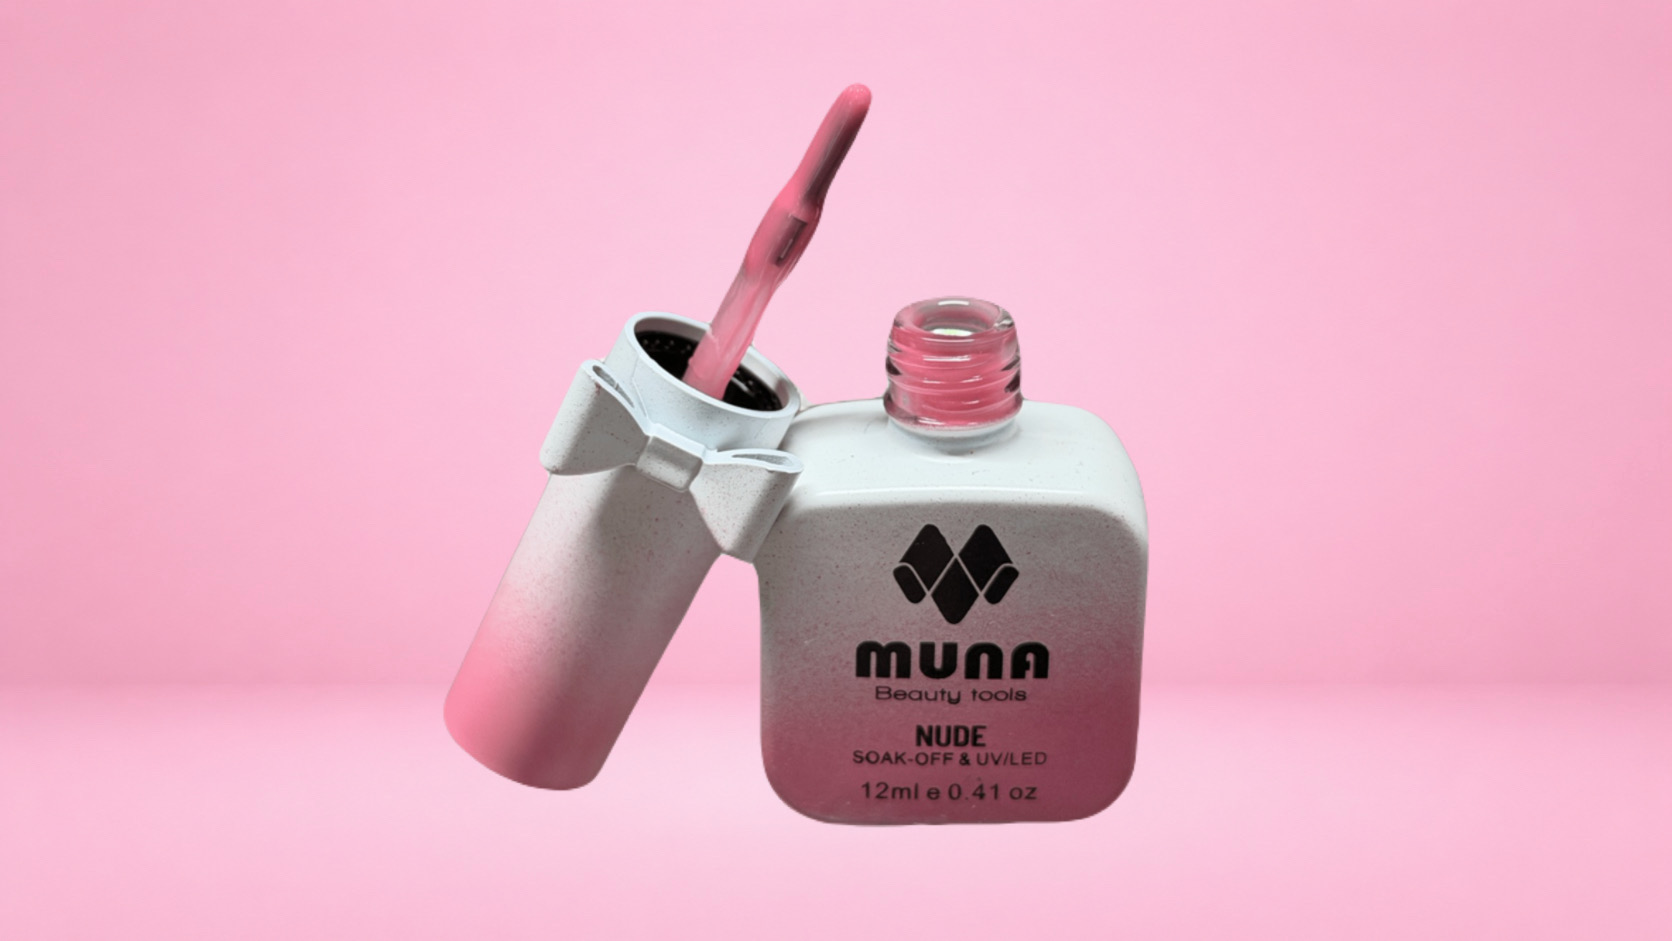 MUNA
Beauty tools
NUDE
SOAK-OFF & UV/LED
12ml e 0.41 oz